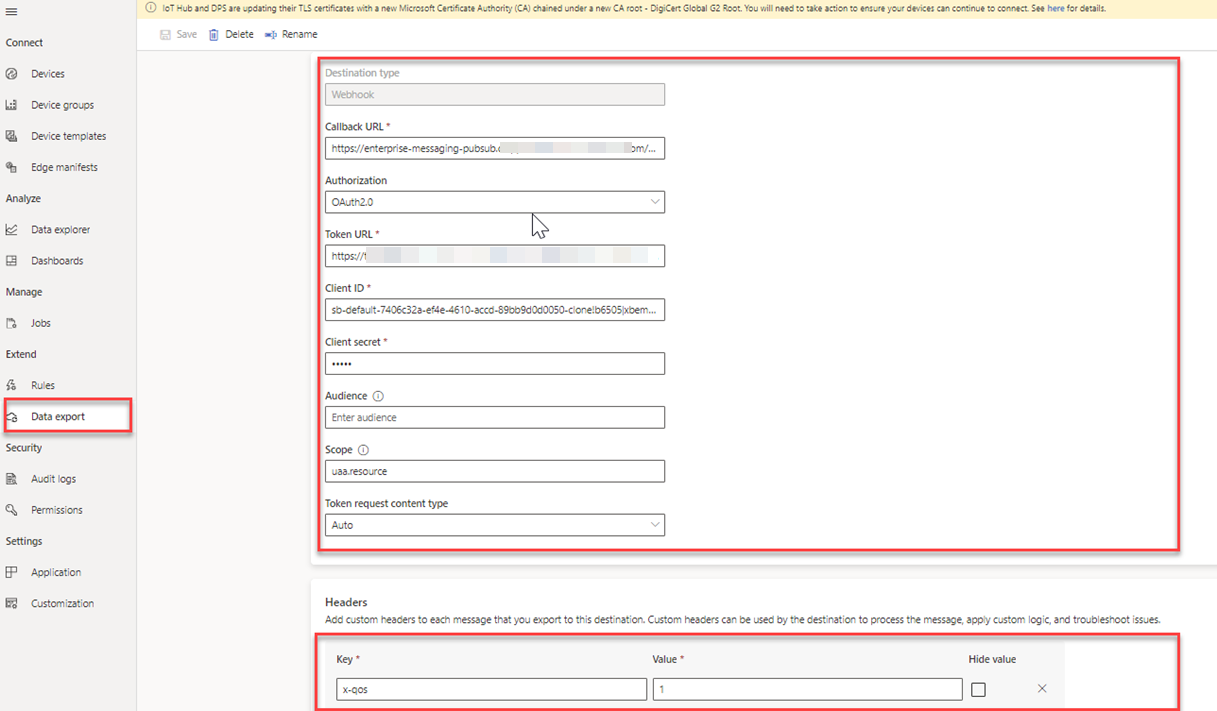 IoT Hub and DPS are updating their TLS certificates with a new Microsoft Certificate Authority (CA) chained under a new CA root - DigiCert Global G2 Root. You will need to take action to ensure your devices can continue to connect. See here for details.
Save Delete Rename
Connect
Devices
Device groups
Device templates
Edge manifests
Analyze
Data explorer
Dashboards
Manage
Jobs
Extend
Rules
Data export
Security
Audit logs
Permissions
Settings
Application
Customization
Destination type
Webhook
Callback URL *
https://enterprise-messaging-pubsub. om/...
Authorization
OAuth2.0
Token URL *
https://
Client ID *
sb-default-7406c32a-ef4e-4610-accd-89bb9d0d0050-clone!b6505|xbem...
Client secret *
•••••
Audience
Enter audience
Scope
uaa.resource
Token request content type
Auto
Headers
Add custom headers to each message that you export to this destination. Custom headers can be used by the destination to process the message, apply custom logic, and troubleshoot issues.
Key * Value * Hide value
x-qos 1